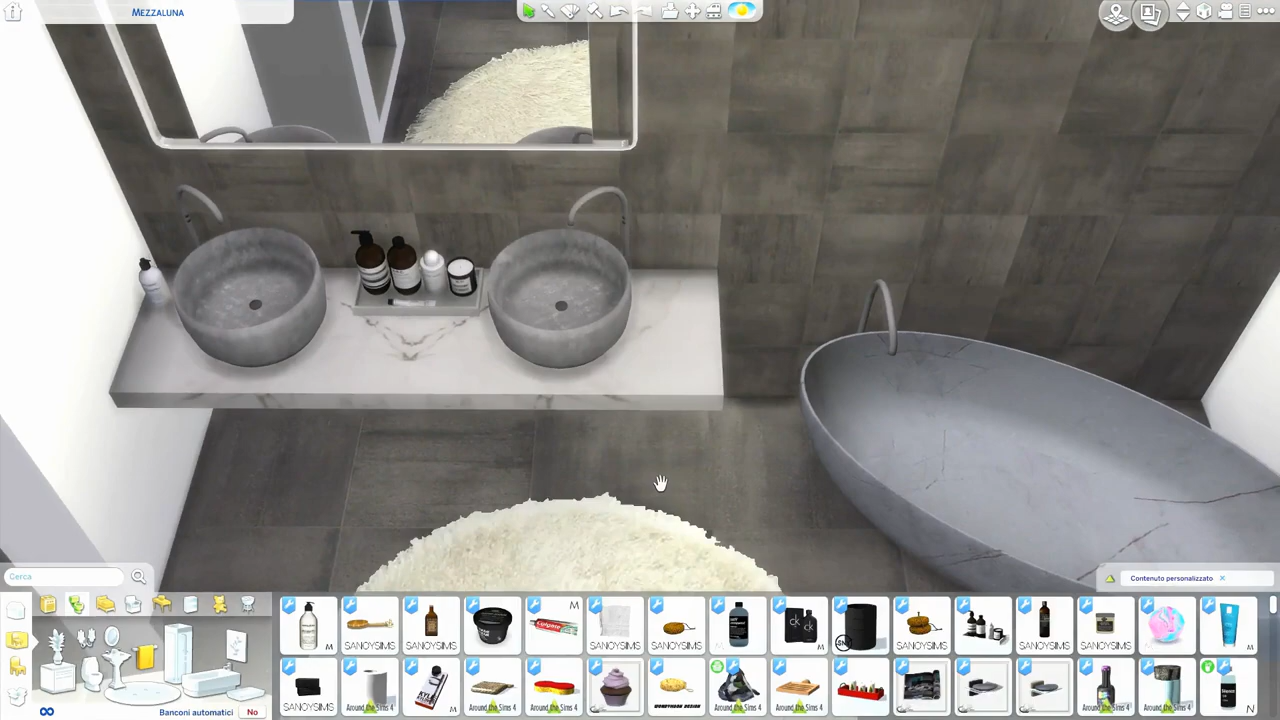 MEZZALUNA
Cerca
Contenuto personalizzato
Banconi automatici No
M
SANOYSIMS
SANOYSIMS
M
Colgate
SANOYSIMS
SANOYSIMS
ck
M
SANOYSIMS
SANOYSIMS
SANOYSIMS
M
SANOYSIMS
Around the Sims 4
M
Around the Sims 4
Around the Sims 4
Around the Sims 4
Around the Sims 4
Around the Sims 4
Around the Sims 4
Around the Sims 4
N